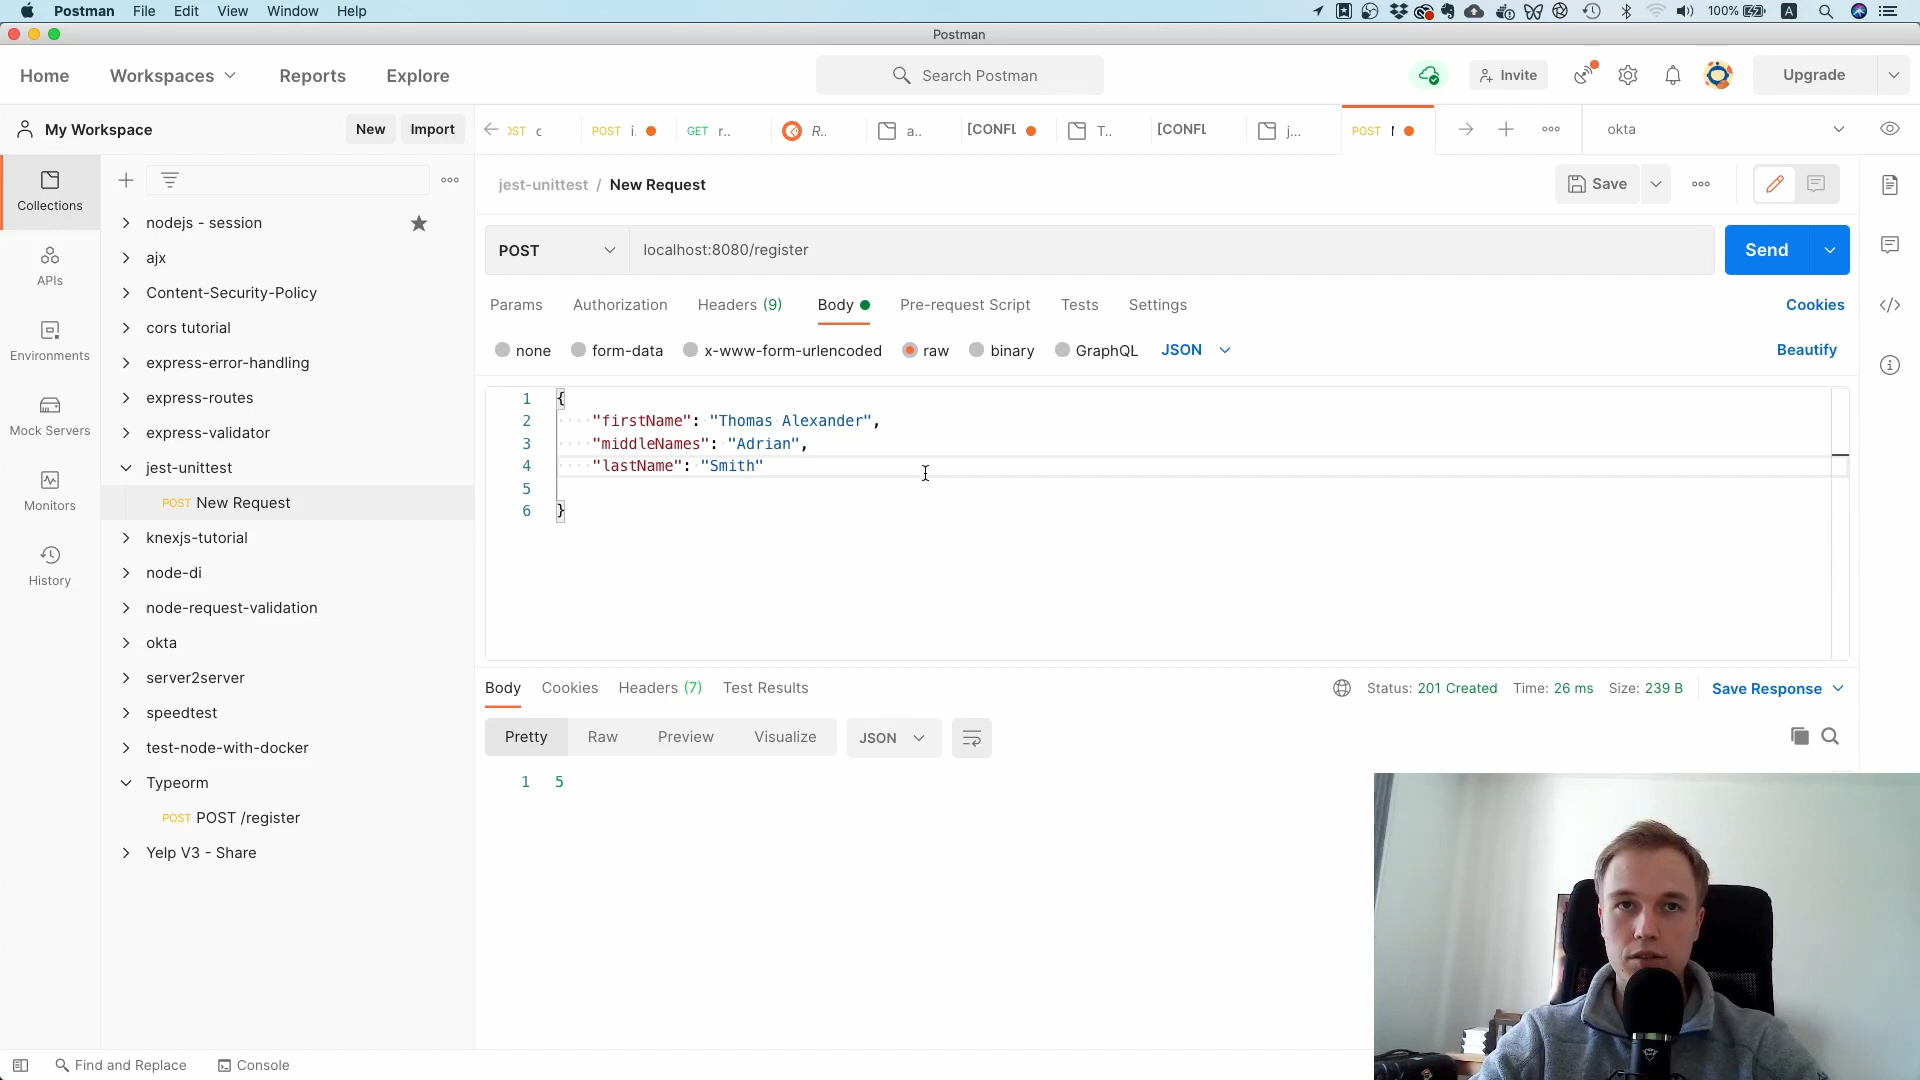 Postman File Edit View Window Help 100% A
Postman
Home Workspaces Reports Explore Search Postman Invite Upgrade
My Workspace New Import POST i. GET r.. R.. a.. [CONFL T.. [CONFL j... POST okta
jest-unittest / New Request Save
Collections
APIs
Environments
Mock Servers
Monitors
History
nodejs - session
ajx
Content-Security-Policy
cors tutorial
express-error-handling
express-routes
express-validator
jest-unittest
POST New Request
knexjs-tutorial
node-di
node-request-validation
okta
server2server
speedtest
test-node-with-docker
Typeorm
POST POST /register
Yelp V3 - Share
POST localhost:8080/register Send
Params Authorization Headers (9) Body Pre-request Script Tests Settings Cookies
none form-data x-www-form-urlencoded raw binary GraphQL JSON Beautify
1 {
2 "firstName": "Thomas Alexander",
3 "middleNames": "Adrian",
4 "lastName": "Smith"
5
6 }
Body Cookies Headers (7) Test Results Status: 201 Created Time: 26 ms Size: 239 B Save Response
Pretty Raw Preview Visualize JSON
1 5
Find and Replace Console